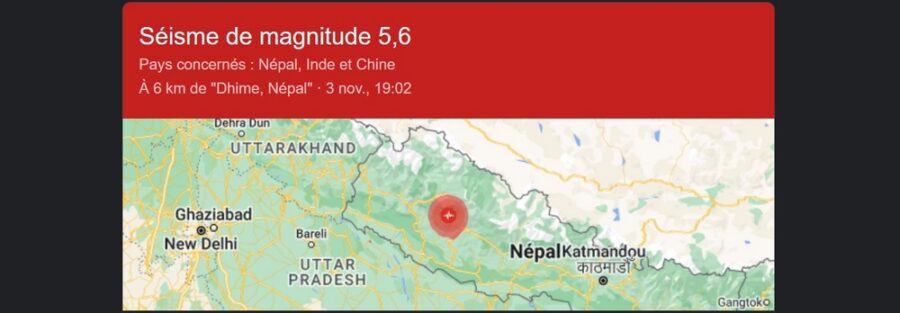 Séisme de magnitude 5,6
Pays concernés : Népal, Inde et Chine
À 6 km de "Dhime, Népal" · 3 nov., 19:02
Dehra Dun
UTTARAKHAND
Ghaziabad
New Delhi
Bareli
UTTAR
PRADESH
Népal
Katmandou
काठमाडौं
Gangtok